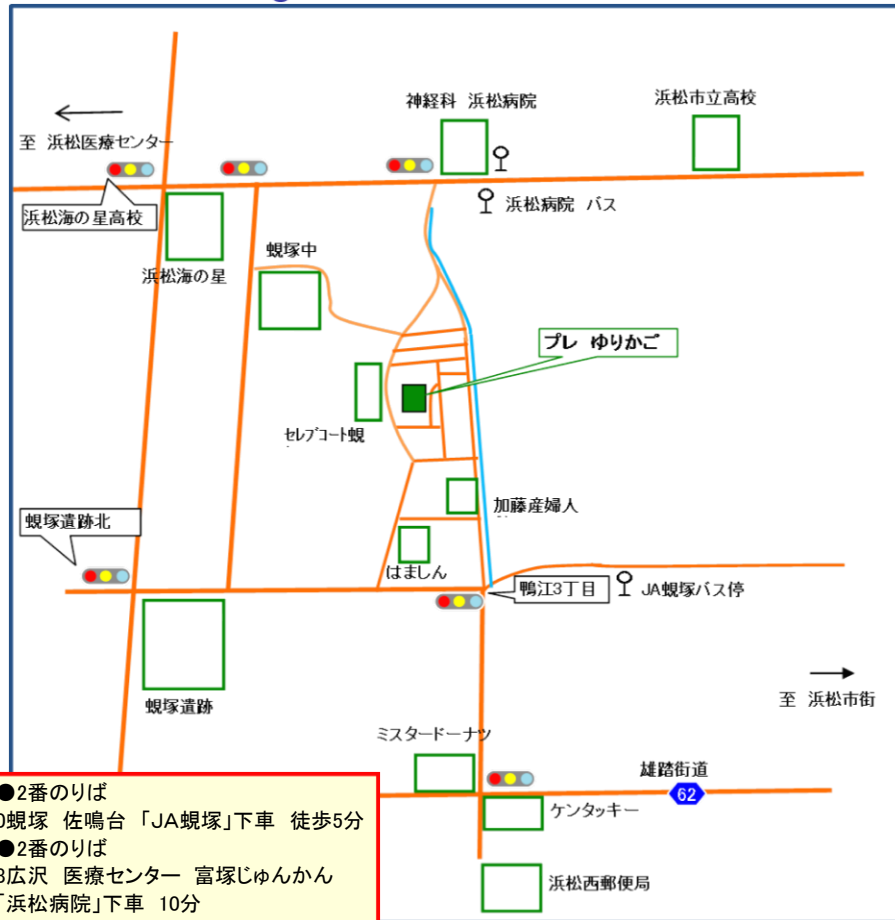 神経科 浜松病院
浜松市立高校
至 浜松医療センター
浜松海の星高校
浜松病院 バス
浜松海の星
蜆塚中
プレ ゆりかご
セレブコート蜆
加藤産婦人
蜆塚遺跡北
はましん
鴨江3丁目
JA蜆塚バス停
蜆塚遺跡
至 浜松市街
ミスタードーナツ
雄踏街道
62
ケンタッキー
浜松西郵便局
●2番のりば
0蜆塚 佐鳴台 「JA蜆塚」下車 徒歩5分
●2番のりば
8広沢 医療センター 富塚じゅんかん
「浜松病院」下車 10分